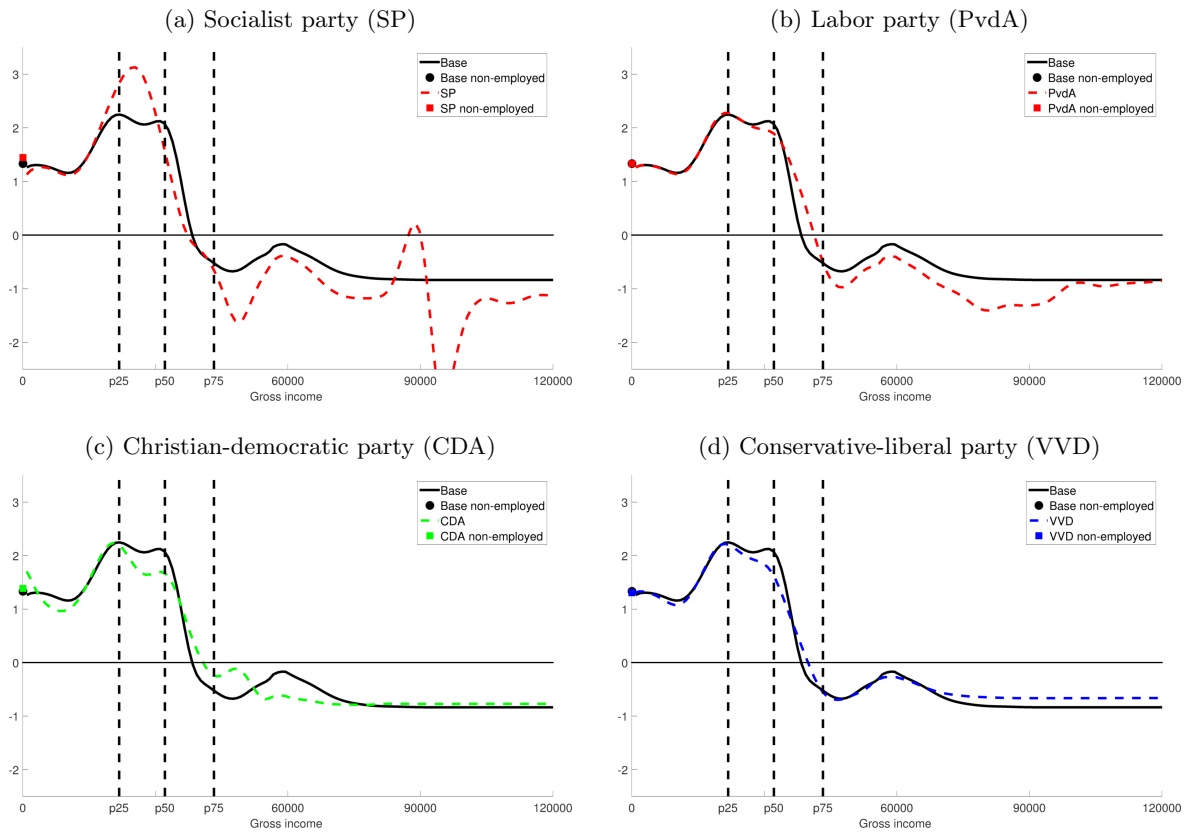 (a) Socialist party (SP)
3
2
1
0
-1
-2
Base
Base non-employed
SP
SP non-employed
0
p25
p50
p75
60000
90000
120000
Gross income
(b) Labor party (PvdA)
3
2
1
0
-1
-2
Base
Base non-employed
PvdA
PvdA non-employed
0
p25
p50
p75
60000
90000
120000
Gross income
(c) Christian-democratic party (CDA)
3
2
1
0
-1
-2
Base
Base non-employed
CDA
CDA non-employed
0
p25
p50
p75
60000
90000
120000
Gross income
(d) Conservative-liberal party (VVD)
3
2
1
0
-1
-2
Base
Base non-employed
VVD
VVD non-employed
0
p25
p50
p75
60000
90000
120000
Gross income